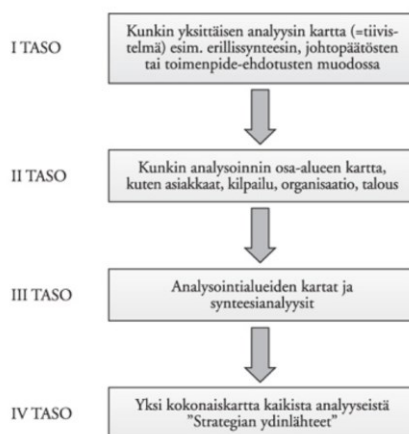 I TASO
Kunkin yksittäisen analyysin kartta (=tiivis-
telmä) esim. erillissynteesin, johtopäätösten
tai toimenpide-ehdotusten muodossa
II TASO
Kunkin analysoinnin osa-alueen kartta,
kuten asiakkaat, kilpailu, organisaatio, talous
III TASO
Analysointialueiden kartat ja
synteesianalyysit
IV TASO
Yksi kokonaiskartta kaikista analyyseistä
”Strategian ydinlähteet”